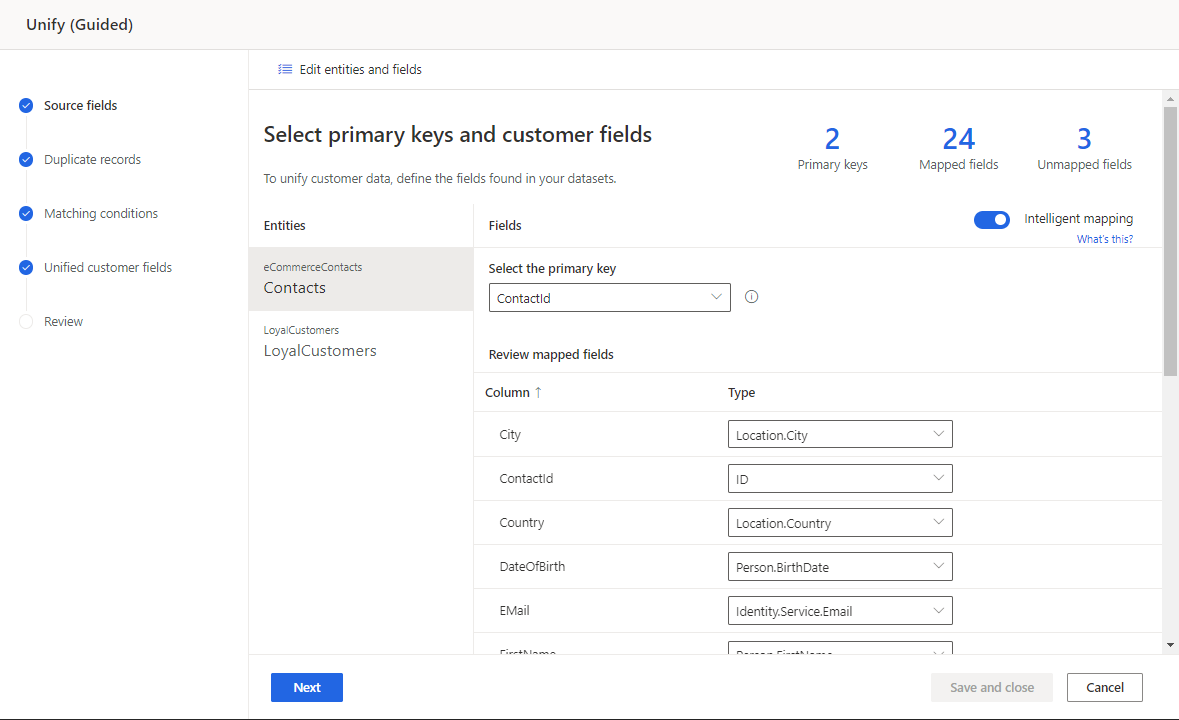 Unify (Guided)
Source fields
Duplicate records
Matching conditions
Unified customer fields
Review
Edit entities and fields
Select primary keys and customer fields
To unify customer data, define the fields found in your datasets.
2
Primary keys
24
Mapped fields
3
Unmapped fields
Entities
eCommerceContacts
Contacts
LoyalCustomers
LoyalCustomers
Fields
Intelligent mapping
What's this?
Select the primary key
ContactId
Review mapped fields
Column ↑ Type
City Location.City
ContactId ID
Country Location.Country
DateOfBirth Person.BirthDate
EMail Identity.Service.Email
FirstName Person.FirstName
Next Save and close Cancel